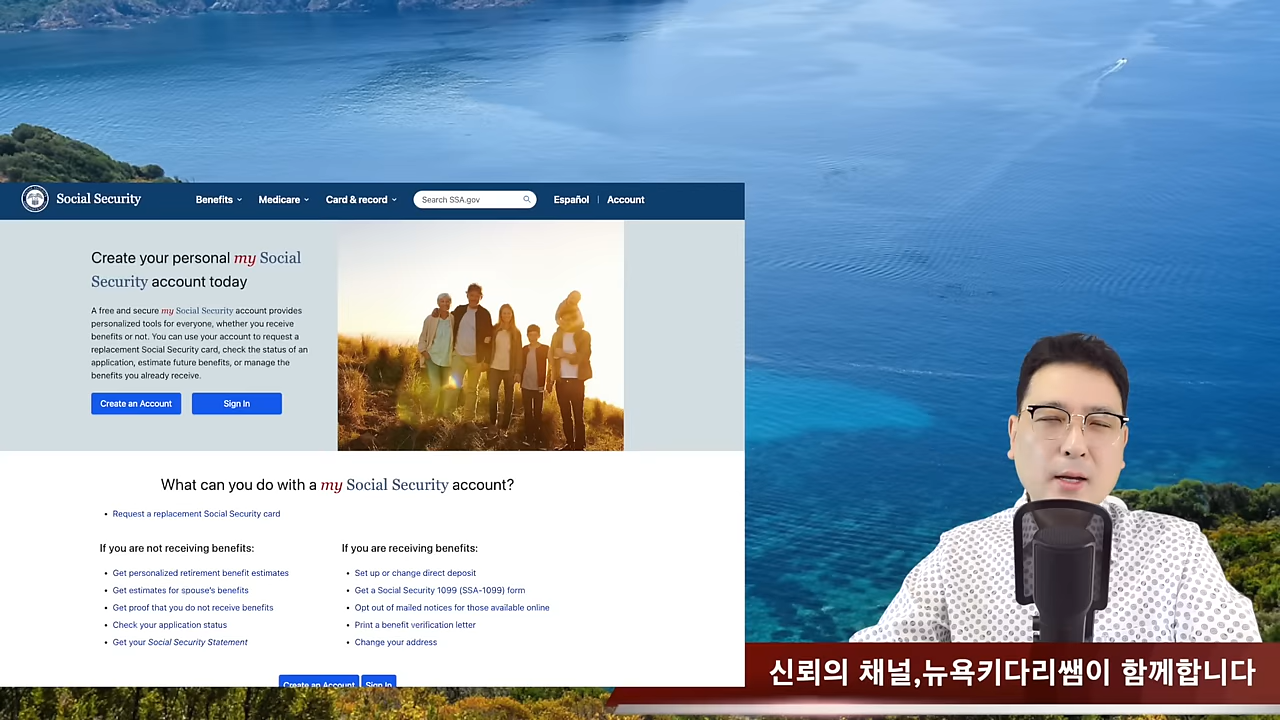 Social Security
Benefits
Medicare
Card & record
Search SSA.gov
Español | Account
Create your personal my Social
Security account today
A free and secure my Social Security account provides
personalized tools for everyone, whether you receive
benefits or not. You can use your account to request a
replacement Social Security card, check the status of an
application, estimate future benefits, or manage the
benefits you already receive.
Create an Account
Sign In
What can you do with a my Social Security account?
• Request a replacement Social Security card
If you are not receiving benefits:
• Get personalized retirement benefit estimates
• Get estimates for spouse's benefits
• Get proof that you do not receive benefits
• Check your application status
• Get your Social Security Statement
If you are receiving benefits:
• Set up or change direct deposit
• Get a Social Security 1099 (SSA-1099) form
• Opt out of mailed notices for those available online
• Print a benefit verification letter
• Change your address
Create an Account
Sign In
신뢰의 채널,뉴욕키다리쌤이 함께합니다